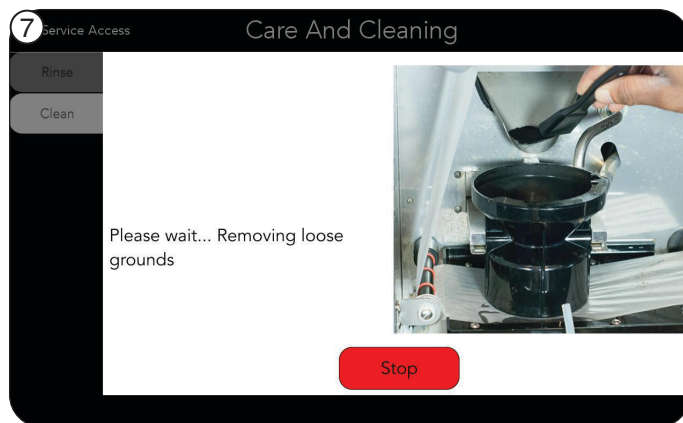 7
Service Access
Care And Cleaning
Rinse
Clean
Please wait... Removing loose
grounds
Stop